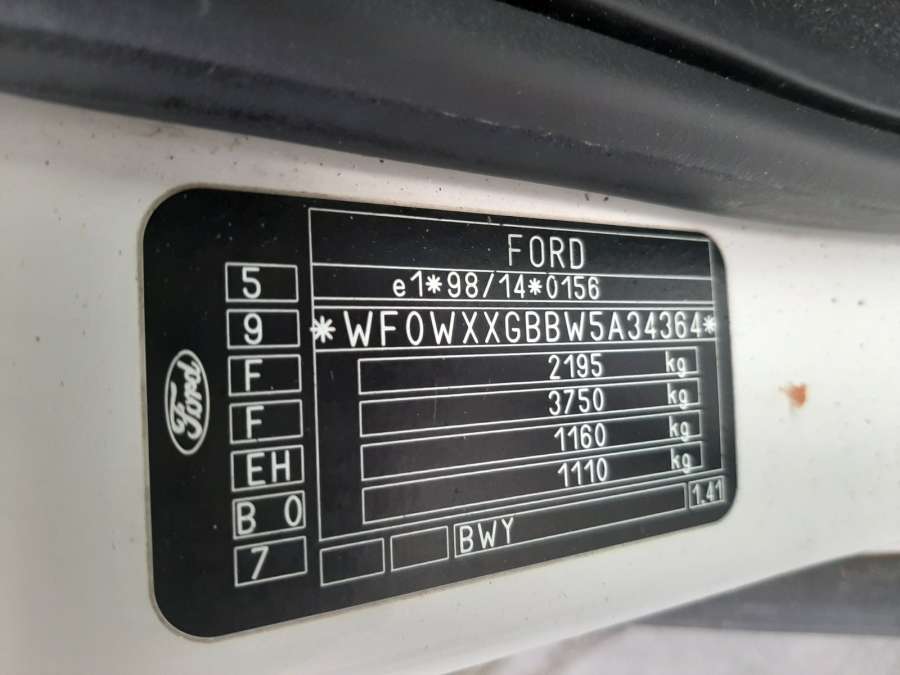 Ford
5
9
F
F
EH
B 0
7
FORD
e1*98/14*0156
*WF0WXXGBBW5A34364*
2195 kg
3750 kg
1160 kg
1110 kg
1.41
BWY